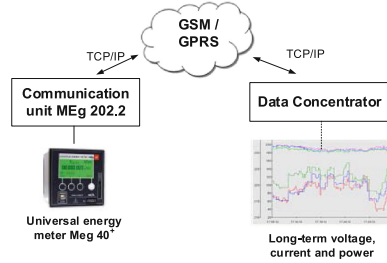 GSM /
GPRS
TCP/IP
TCP/IP
Communication
unit MEg 202.2
Data Concentrator
Universal energy
meter Meg 40+
Long-term voltage,
current and power